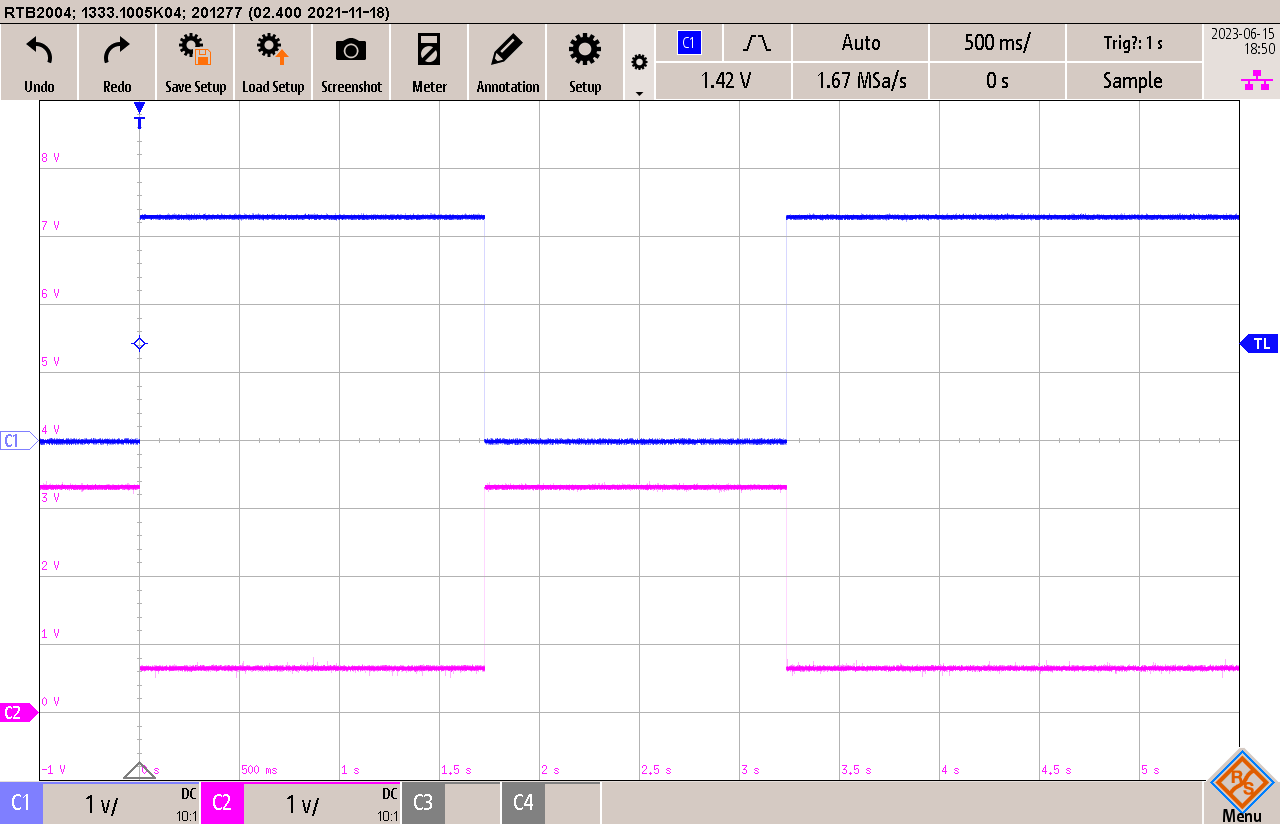 RTB2004; 1333.1005K04; 201277 (02.400 2021-11-18)
Undo
Redo
Save Setup
Load Setup
Screenshot
Meter
Annotation
Setup
C1
Auto
500 ms/
Trig?: 1 s
2023-06-15
18:50
1.42 V
1.67 MSa/s
0 s
Sample
T
8 V
7 V
6 V
5 V
TL
4 V
C1
3 V
2 V
1 V
0 V
C2
-1 V
0 s
500 ms
1 s
1.5 s
2 s
2.5 s
3 s
3.5 s
4 s
4.5 s
5 s
C1
1 V/
DC
10:1
C2
1 V/
DC
10:1
C3
C4
R S
Menu